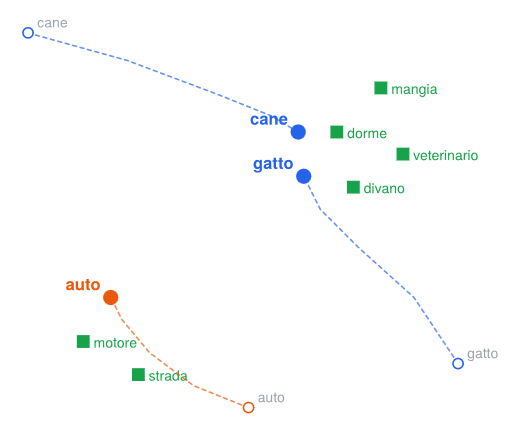 cane
mangia
cane
dorme
veterinario
gatto
divano
auto
motore
gatto
strada
auto